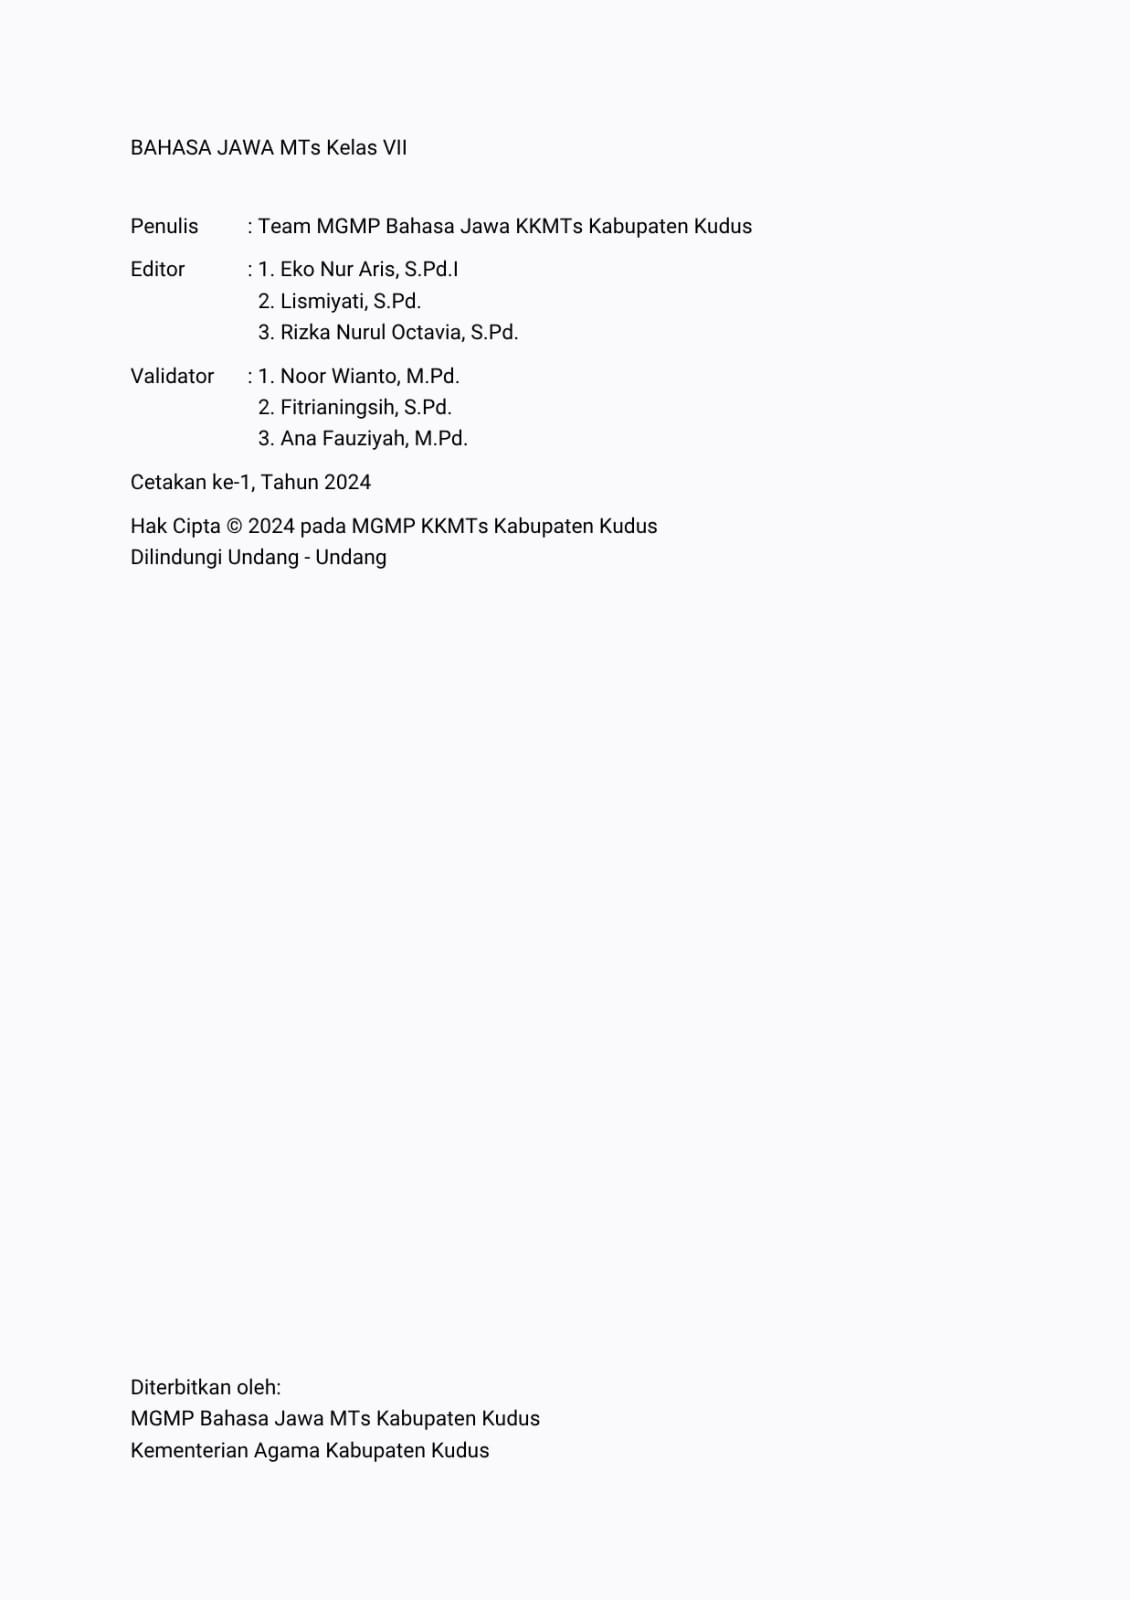 BAHASA JAWA MTs Kelas VII
Penulis : Team MGMP Bahasa Jawa KKMTs Kabupaten Kudus
Editor : 1. Eko Nur Aris, S.Pd.I
2. Lismiyati, S.Pd.
3. Rizka Nurul Octavia, S.Pd.
Validator : 1. Noor Wianto, M.Pd.
2. Fitrianingsih, S.Pd.
3. Ana Fauziyah, M.Pd.
Cetakan ke-1, Tahun 2024
Hak Cipta © 2024 pada MGMP KKMTs Kabupaten Kudus
Dilindungi Undang - Undang
Diterbitkan oleh:
MGMP Bahasa Jawa MTs Kabupaten Kudus
Kementerian Agama Kabupaten Kudus